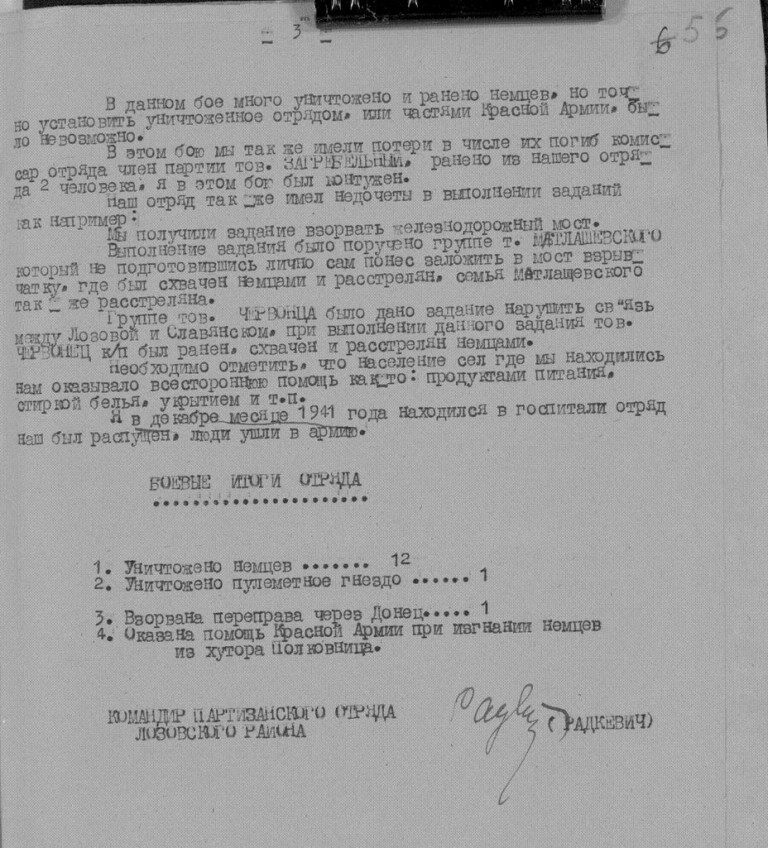 - 3 -
6 56
В данном бое много уничтожено и ранено немцев, но точ-
но установить уничтоженное отрядом, или частями Красной Армии, бы-
ло невозможно.
В этом бою мы так же имели потери в числе их погиб комис-
сар отряда член партии тов. ЗАГРЕБЕЛЬНЫЙ, ранено из нашего отря-
да 2 человека, я в этом бою был контужен.
Наш отряд так же имел недочеты в выполнении заданий
как например:
Мы получили задание взорвать железнодорожный мост.
Выполнение задания было поручено группе т. МАТЛАШЕВСКОГО
который не подготовившись лично сам понес заложить в мост взрыв-
чатку, где был схвачен немцами и расстрелян, семья Матлащевского
так - же расстреляна.
Группе тов. ЧЕРВОНЦА было дано задание нарушить св"язь
между Лозовой и Славянском, при выполнении данного задания тов.
ЧЕРВОНЕЦ к/п был ранен, схвачен и расстрелян немцами.
Необходимо отметить, что население сел где мы находились
нам оказывало всестороннюю помощь как-то: продуктами питания,
стиркой белья, укрытием и т.п.
Я в декабре месяце 1941 года находился в госпитали отряд
наш был распущен, люди ушли в армию.
БОЕВЫЕ ИТОГИ ОТРЯДА
......................
1. Уничтожено немцев ....... 12
2. Уничтожено пулеметное гнездо ...... 1
3. Взорвана переправа через Донец..... 1
4. Оказана помощь Красной Армии при изгнании немцев
из хутора Полковница.
КОМАНДИР ПАРТИЗАНСКОГО ОТРЯДА
ЛОЗОВСКОГО РАЙОНА
Радкевич (РАДКЕВИЧ)